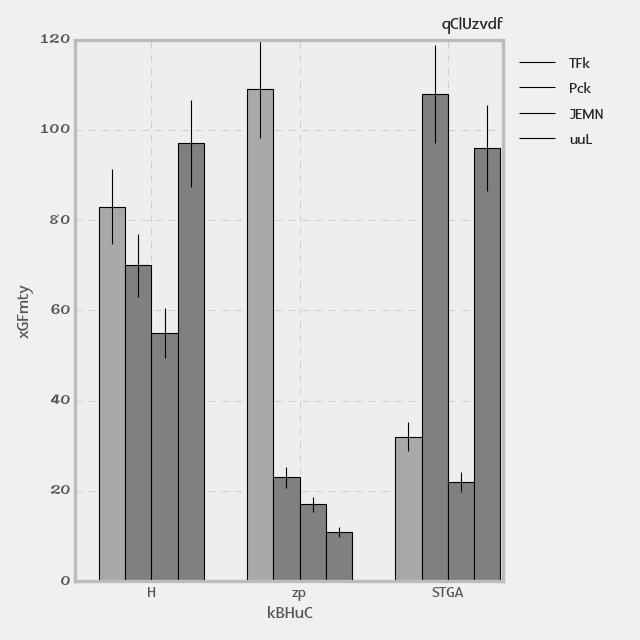 qClUzvdf
120
100
80
60
40
20
0
xGFmty
H zp STGA
kBHuC
TFk
Pck
JEMN
uuL